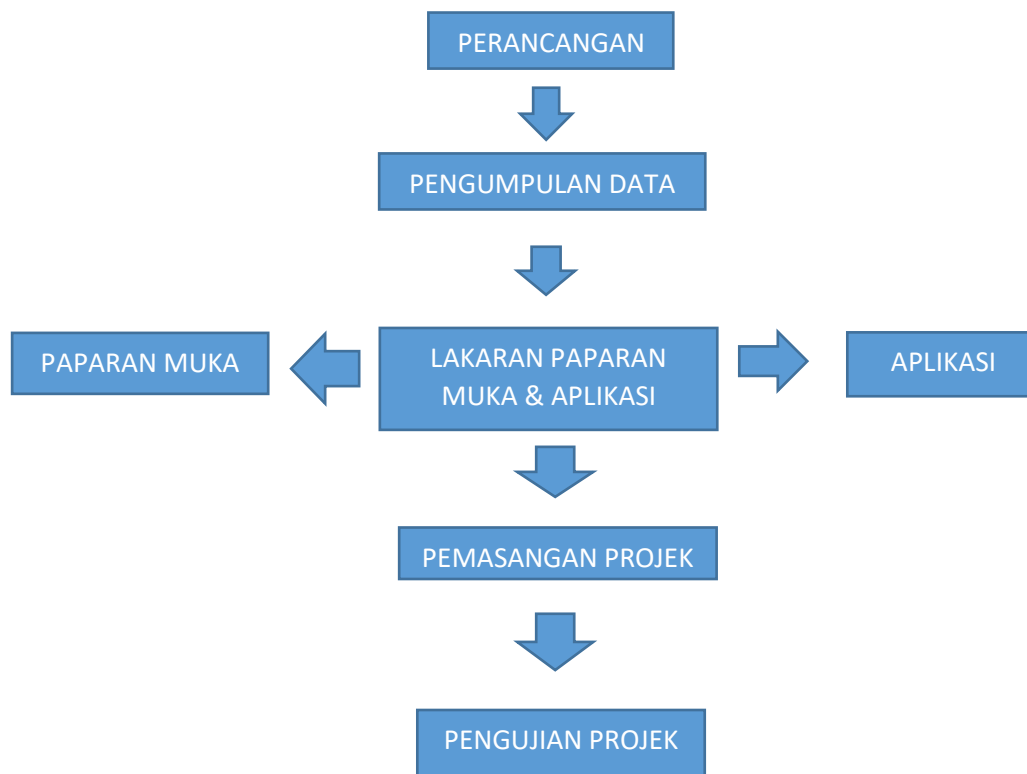 PERANCANGAN
PENGUMPULAN DATA
PAPARAN MUKA
LAKARAN PAPARAN
MUKA & APLIKASI
APLIKASI
PEMASANGAN PROJEK
PENGUJIAN PROJEK